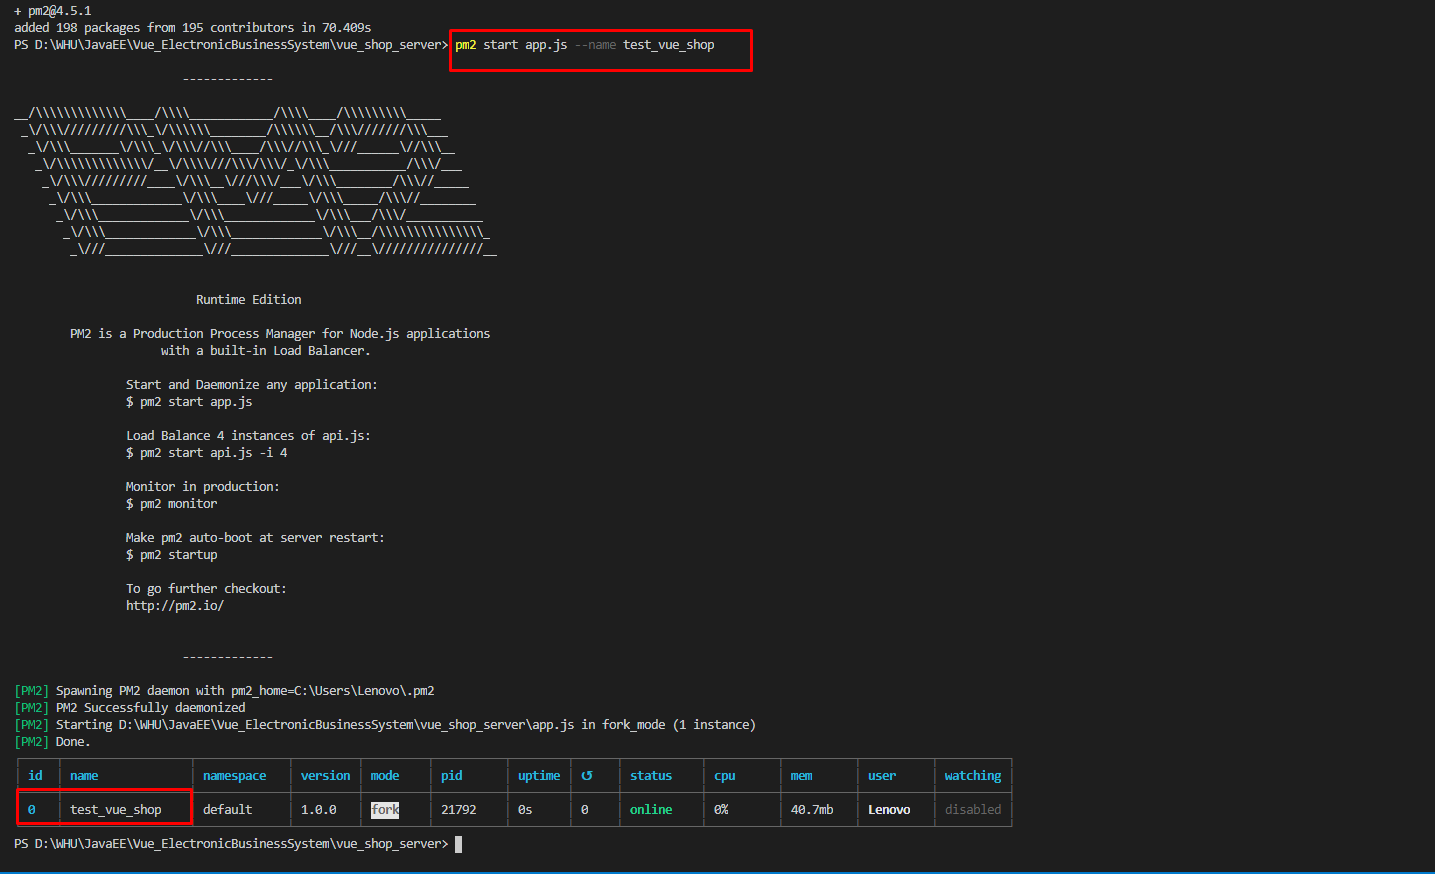 + pm2@4.5.1
added 198 packages from 195 contributors in 70.409s
PS D:\WHU\JavaEE\Vue_ElectronicBusinessSystem\vue_shop_server> pm2 start app.js --name test_vue_shop
-------------
__/\\\\\\\\\\\\\____/\\\\____________/\\\\____/\\\\\\\\\_____
_\/\\\/////////\\\_\/\\\\\\________/\\\\\\__/\\\///////\\\___
_\/\\\_______\/\\\_\/\\\//\\\____/\\\//\\\_\///______\//\\\__
_\/\\\\\\\\\\\\\/__\/\\\\///\\\/\\\/_\/\\\___________/\\\/___
_\/\\\/////////____\/\\\__\///\\\/___\/\\\________/\\\//_____
_\/\\\_____________\/\\\____\///_____\/\\\_____/\\\//________
_\/\\\_____________\/\\\_____________\/\\\___/\\\/___________
_\/\\\_____________\/\\\_____________\/\\\__/\\\\\\\\\\\\\\\_
_\///______________\///______________\///__\///////////////__
Runtime Edition
PM2 is a Production Process Manager for Node.js applications
with a built-in Load Balancer.
Start and Daemonize any application:
$ pm2 start app.js
Load Balance 4 instances of api.js:
$ pm2 start api.js -i 4
Monitor in production:
$ pm2 monitor
Make pm2 auto-boot at server restart:
$ pm2 startup
To go further checkout:
http://pm2.io/
-------------
[PM2] Spawning PM2 daemon with pm2_home=C:\Users\Lenovo\.pm2
[PM2] PM2 Successfully daemonized
[PM2] Starting D:\WHU\JavaEE\Vue_ElectronicBusinessSystem\vue_shop_server\app.js in fork_mode (1 instance)
[PM2] Done.
id name namespace version mode pid uptime ↺ status cpu mem user watching
0 test_vue_shop default 1.0.0 fork 21792 0s 0 online 0% 40.7mb Lenovo disabled
PS D:\WHU\JavaEE\Vue_ElectronicBusinessSystem\vue_shop_server>